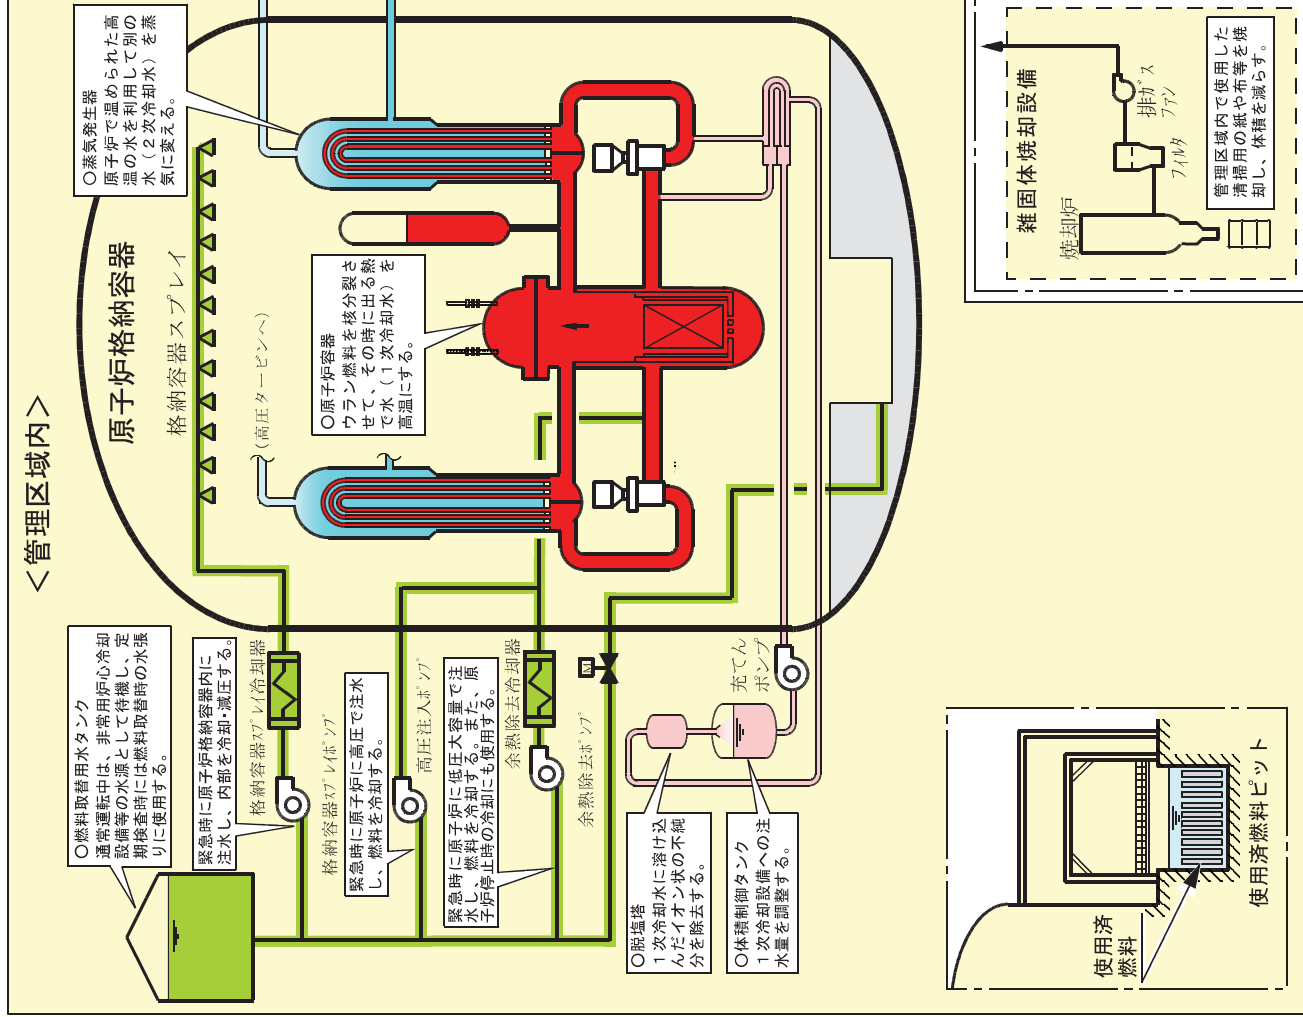 ＜管理区域内＞
原子炉格納容器
格納容器スプレイ
(高圧タービンへ)
○蒸気発生器
原子炉で温められた高
温の水を利用して別の
水（２次冷却水）を蒸
気に変える。
○原子炉容器
ウラン燃料を核分裂さ
せて、その時に出る熱
で水（１次冷却水）を
高温にする。
○燃料取替用水タンク
通常運転中は、非常用炉心冷却
設備等の水源として待機し、定
期検査時には燃料取替時の水張
りに使用する。
緊急時に原子炉格納容器内に
注水し、内部を冷却・減圧する。
格納容器ｽﾌﾟﾚｲ冷却器
格納容器ｽﾌﾟﾚｲﾎﾟﾝﾌﾟ
緊急時に原子炉に高圧で注水
し、燃料を冷却する。
高圧注入ﾎﾟﾝﾌﾟ
緊急時に原子炉に低圧大容量で注
水し、燃料を冷却する。また、原
子炉停止時の冷却にも使用する。
余熱除去冷却器
余熱除去ﾎﾟﾝﾌﾟ
M
○脱塩塔
１次冷却水に溶け込
んだイオン状の不純
分を除去する。
充てん
ポンプ
○体積制御タンク
１次冷却設備への注
水量を調整する。
雑固体焼却設備
焼却炉
排ｶﾞｽ
ﾌｧﾝ
ﾌｨﾙﾀ
管理区域内で使用した
清掃用の紙や布等を焼
却し、体積を減らす。
使用済
燃料
使用済燃料ピット